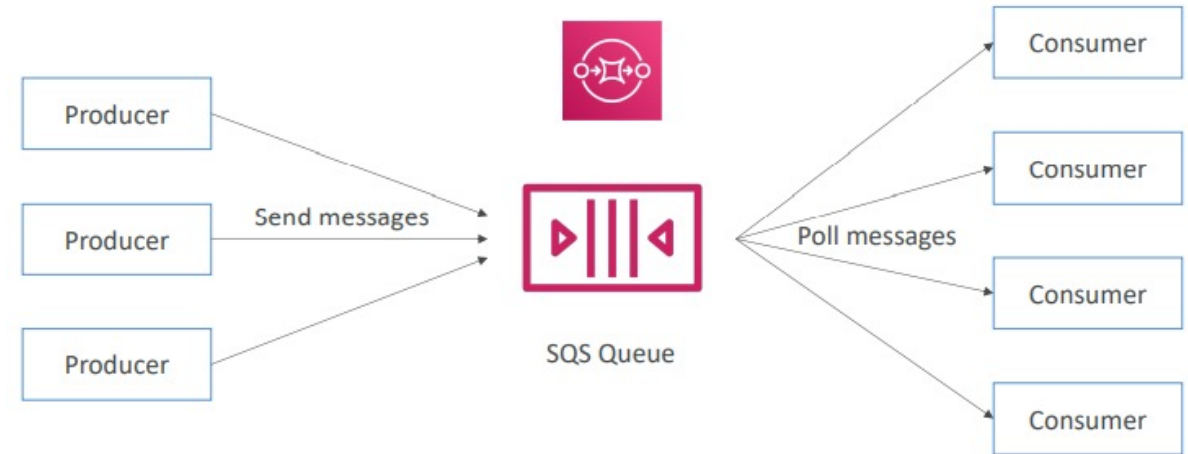 Producer
Producer
Producer
Send messages
SQS Queue
Poll messages
Consumer
Consumer
Consumer
Consumer